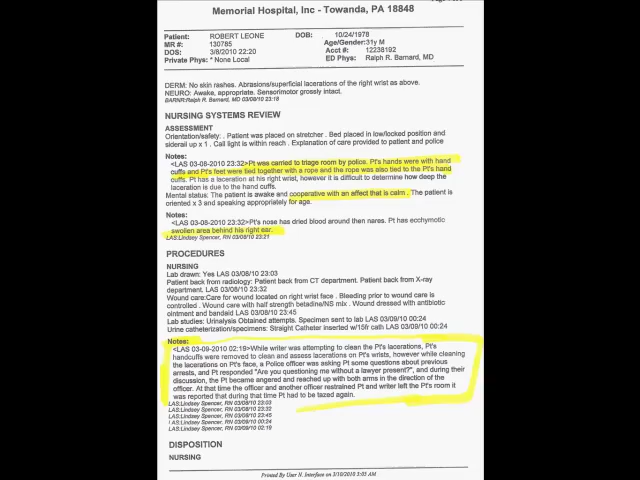 Memorial Hospital, Inc - Towanda, PA 18848
Patient: ROBERT LEONE DOB: 10/24/1978
MR #: 130785 Age/Gender: 31y M
DOS: 3/8/2010 22:20 Acct #: 12238192
Private Phys: * None Local ED Phys: Ralph R. Barnard, MD
DERM: No skin rashes. Abrasions/superficial lacerations of the right wrist as above.
NEURO: Awake, appropriate. Sensorimotor grossly intact.
BARNR:Ralph R. Barnard, MD 03/08/10 23:18
NURSING SYSTEMS REVIEW
ASSESSMENT
Orientation/safety: . Patient was placed on stretcher . Bed placed in low/locked position and
siderail up x 1 . Call light is within reach . Explanation of care provided to patient and police
Notes:
<LAS 03-08-2010 23:32>Pt was carried to triage room by police. Pt's hands were with hand
cuffs and Pt's feet were tied together with a rope and the rope was also tied to the Pt's hand
cuffs. Pt has a laceration at his right wrist, however it is difficult to determine how deep the
laceration is due to the hand cuffs.
Mental status: The patient is awake and cooperative with an affect that is calm . The patient is
oriented x 3 and speaking appropriately for age.
Notes:
<LAS 03-08-2010 23:32>Pt's nose has dried blood around then nares. Pt has ecchymotic
swollen area behind his right ear.
LAS:Lindsey Spencer, RN 03/08/10 23:21
PROCEDURES
NURSING
Lab drawn: Yes LAS 03/08/10 23:03
Patient back from radiology: Patient back from CT department. Patient back from X-ray
department. LAS 03/08/10 23:32
Wound care:Care for wound located on right wrist face . Bleeding prior to wound care is
controlled . Wound care with half strength betadine/NS mix . Wound dressed with antibiotic
ointment and bandaid LAS 03/08/10 23:45
Lab studies: Urinalysis Obtained attempts. Specimen sent to lab LAS 03/09/10 00:24
Urine catheterization/specimens: Straight Catheter inserted w/15fr cath LAS 03/09/10 00:24
Notes:
<LAS 03-09-2010 02:19>While writer was attempting to clean the Pt's lacerations, Pt's
handcuffs were removed to clean and assess lacerations on Pt's wrists, however while cleaning
the lacerations on Pt's face, a Police officer was asking Pt some questions about previous
arrests, and Pt responded "Are you questioning me without a lawyer present?", and during their
discussion, the Pt became angered and reached up with both arms in the direction of the
officer. At that time the officer and another officer restrained Pt and writer left the Pt's room it
was reported that during that time Pt had to be tazed again.
LAS:Lindsey Spencer, RN 03/08/10 23:03
LAS:Lindsey Spencer, RN 03/08/10 23:32
LAS:Lindsey Spencer, RN 03/08/10 23:45
LAS:Lindsey Spencer, RN 03/09/10 00:24
LAS:Lindsey Spencer, RN 03/09/10 02:19
DISPOSITION
NURSING
Printed By User N. Interface on 3/10/2010 3:05 AM